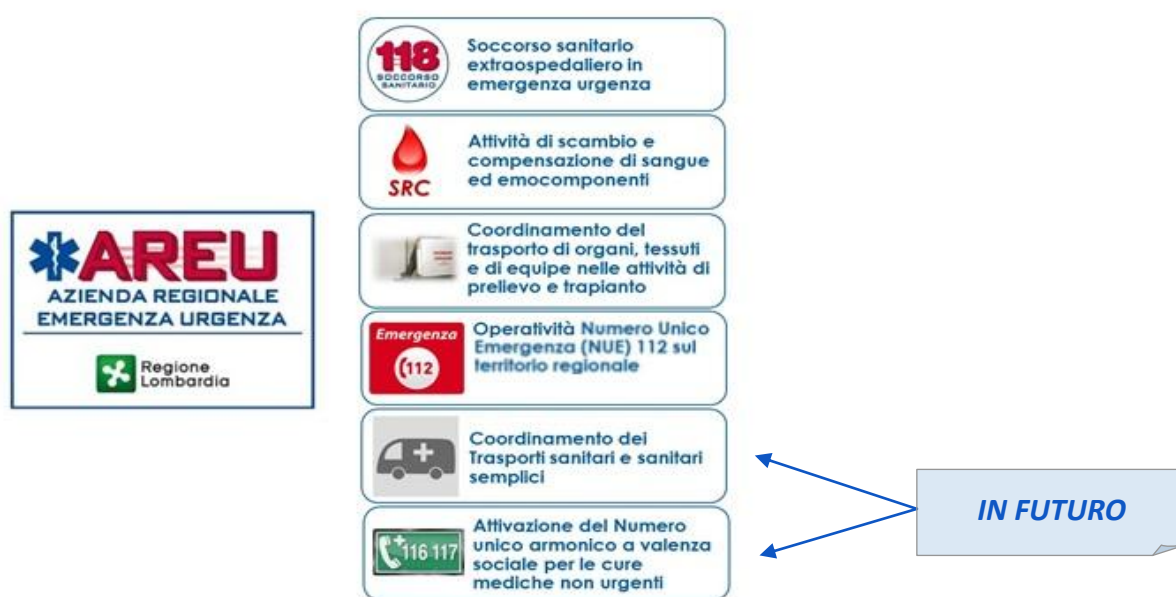 AREU
AZIENDA REGIONALE
EMERGENZA URGENZA
Regione
Lombardia
118
SOCCORSO
SANITARIO
Soccorso sanitario
extraospedaliero in
emergenza urgenza
SRC
Attività di scambio e
compensazione di sangue
ed emocomponenti
Coordinamento del
trasporto di organi, tessuti
e di equipe nelle attività di
prelievo e trapianto
Emergenza
112
Operatività Numero Unico
Emergenza (NUE) 112 sul
territorio regionale
Coordinamento dei
Trasporti sanitari e sanitari
semplici
116 117
Attivazione del Numero
unico armonico a valenza
sociale per le cure
mediche non urgenti
IN FUTURO